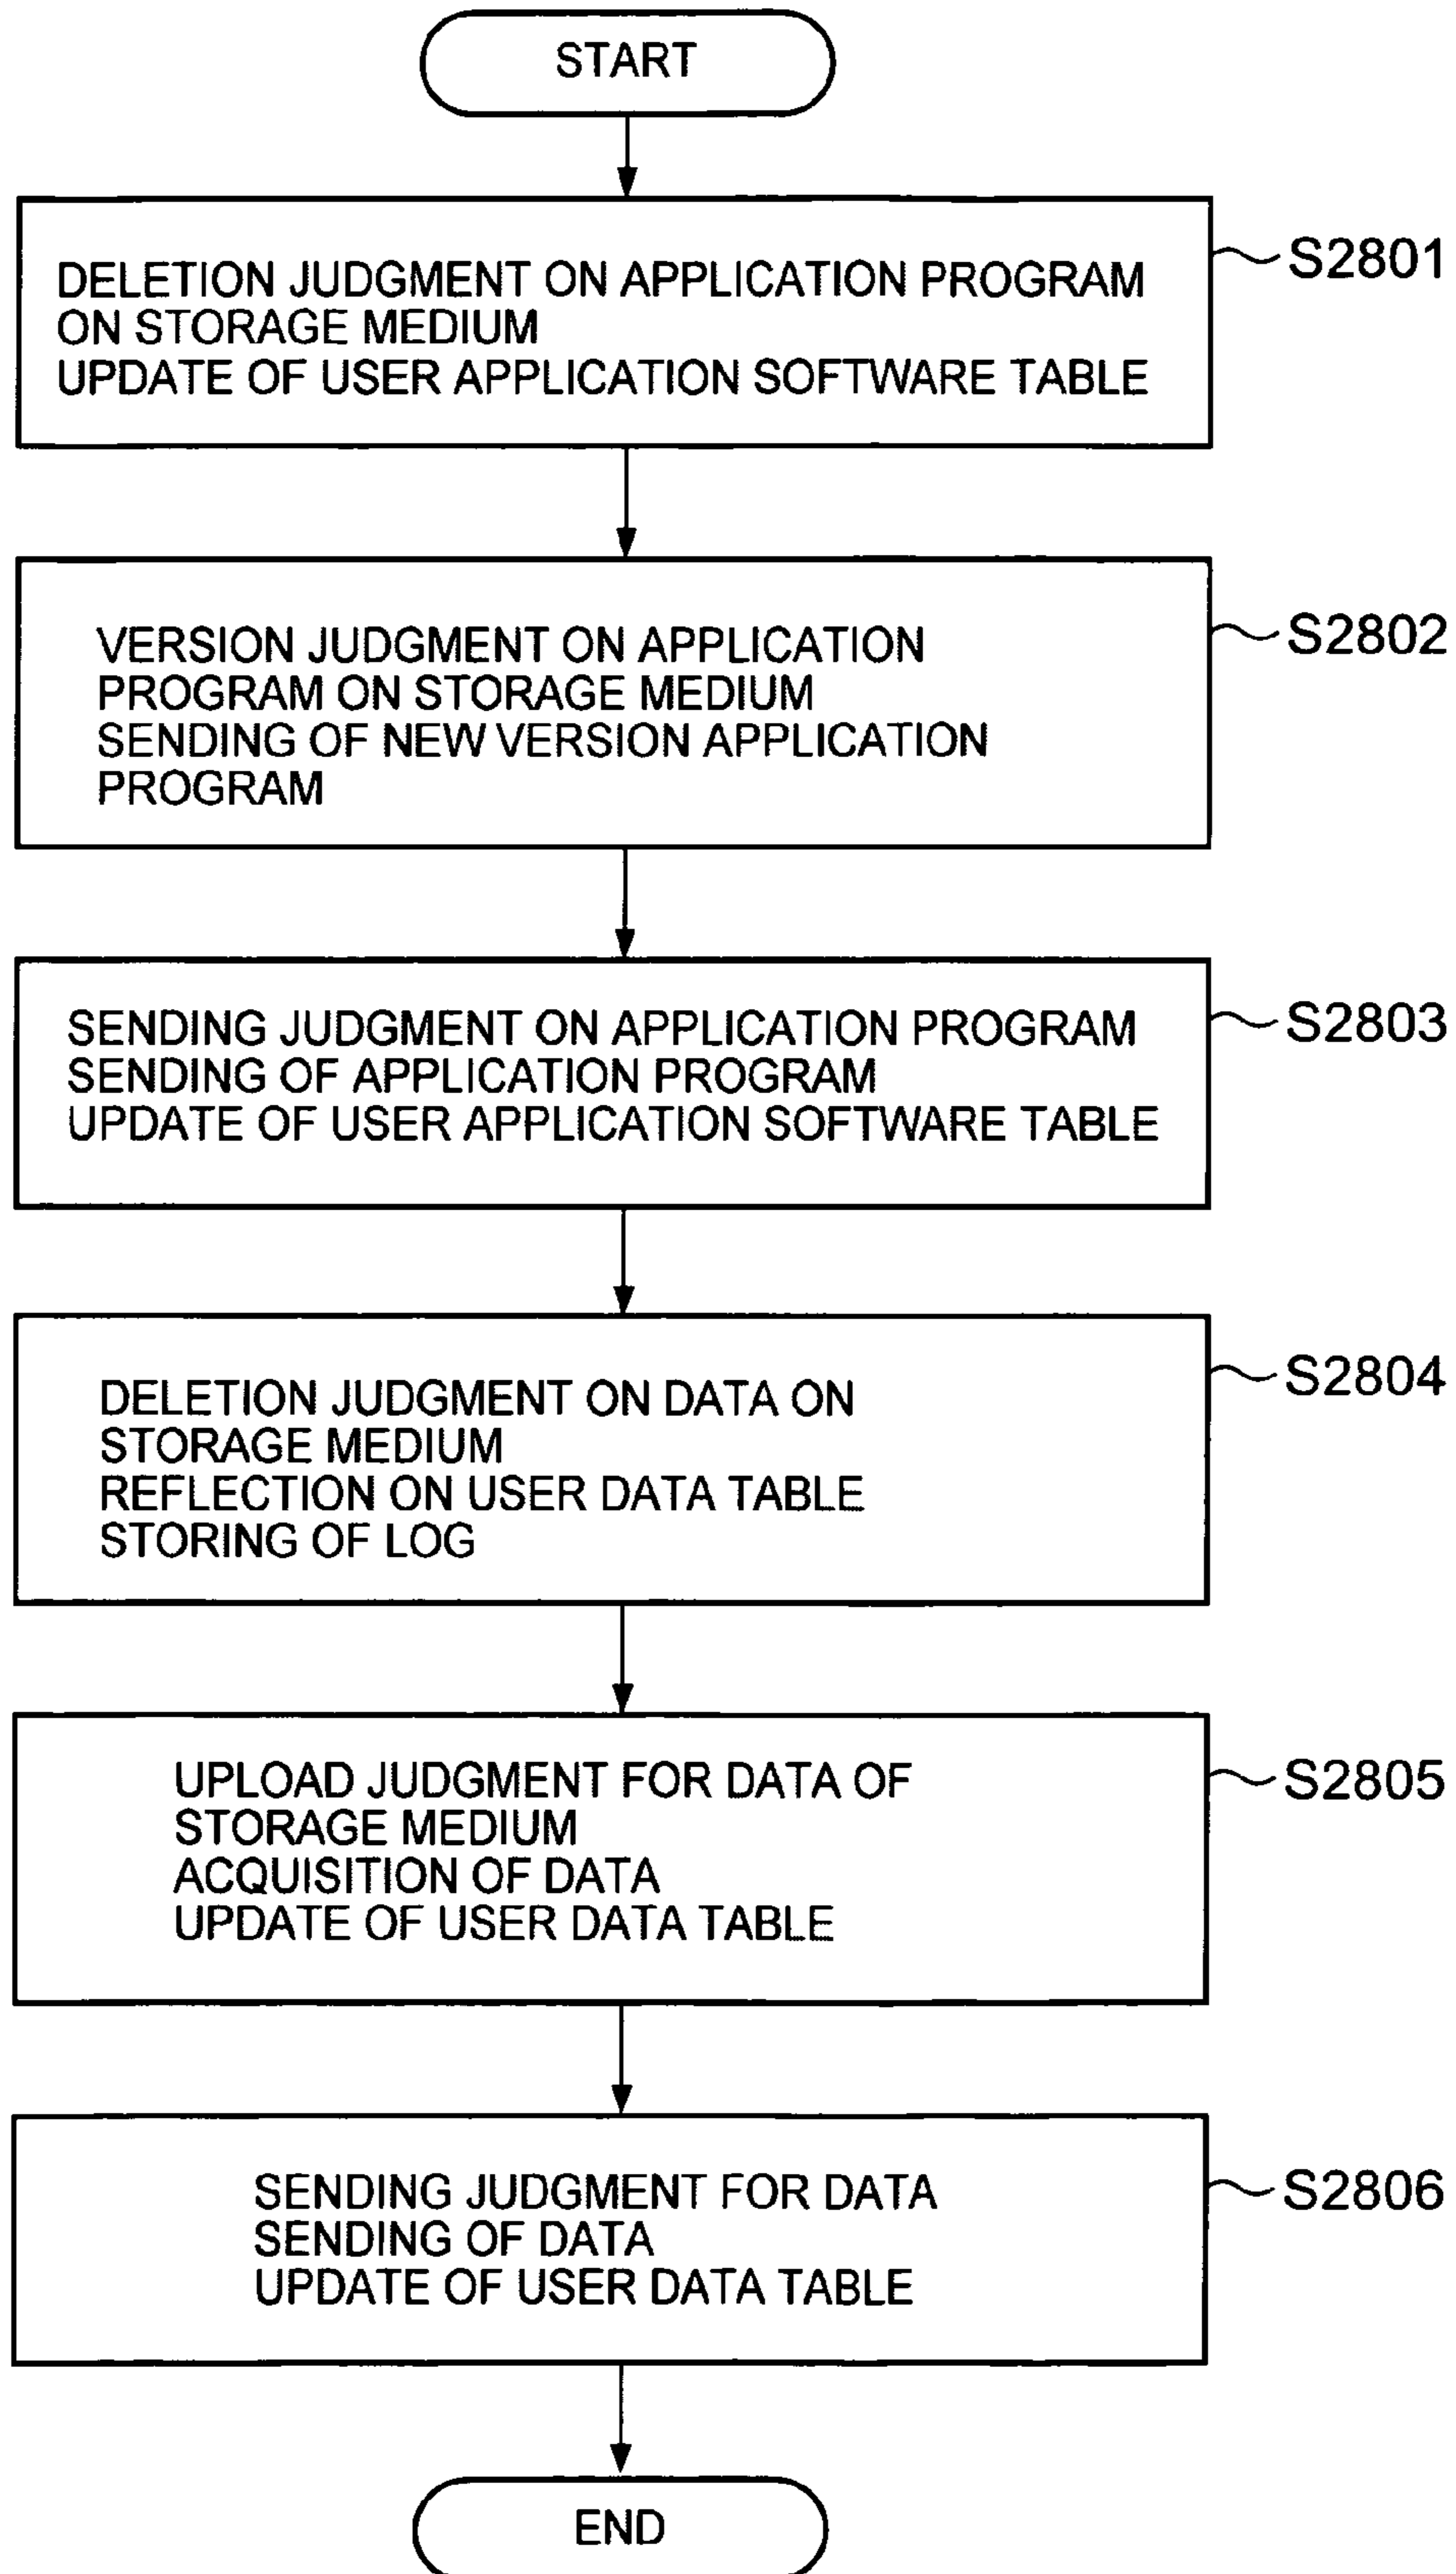 START
DELETION JUDGMENT ON APPLICATION PROGRAM
ON STORAGE MEDIUM
UPDATE OF USER APPLICATION SOFTWARE TABLE
S2801
VERSION JUDGMENT ON APPLICATION
PROGRAM ON STORAGE MEDIUM
SENDING OF NEW VERSION APPLICATION
PROGRAM
S2802
SENDING JUDGMENT ON APPLICATION PROGRAM
SENDING OF APPLICATION PROGRAM
UPDATE OF USER APPLICATION SOFTWARE TABLE
S2803
DELETION JUDGMENT ON DATA ON
STORAGE MEDIUM
REFLECTION ON USER DATA TABLE
STORING OF LOG
S2804
UPLOAD JUDGMENT FOR DATA OF
STORAGE MEDIUM
ACQUISITION OF DATA
UPDATE OF USER DATA TABLE
S2805
SENDING JUDGMENT FOR DATA
SENDING OF DATA
UPDATE OF USER DATA TABLE
S2806
END